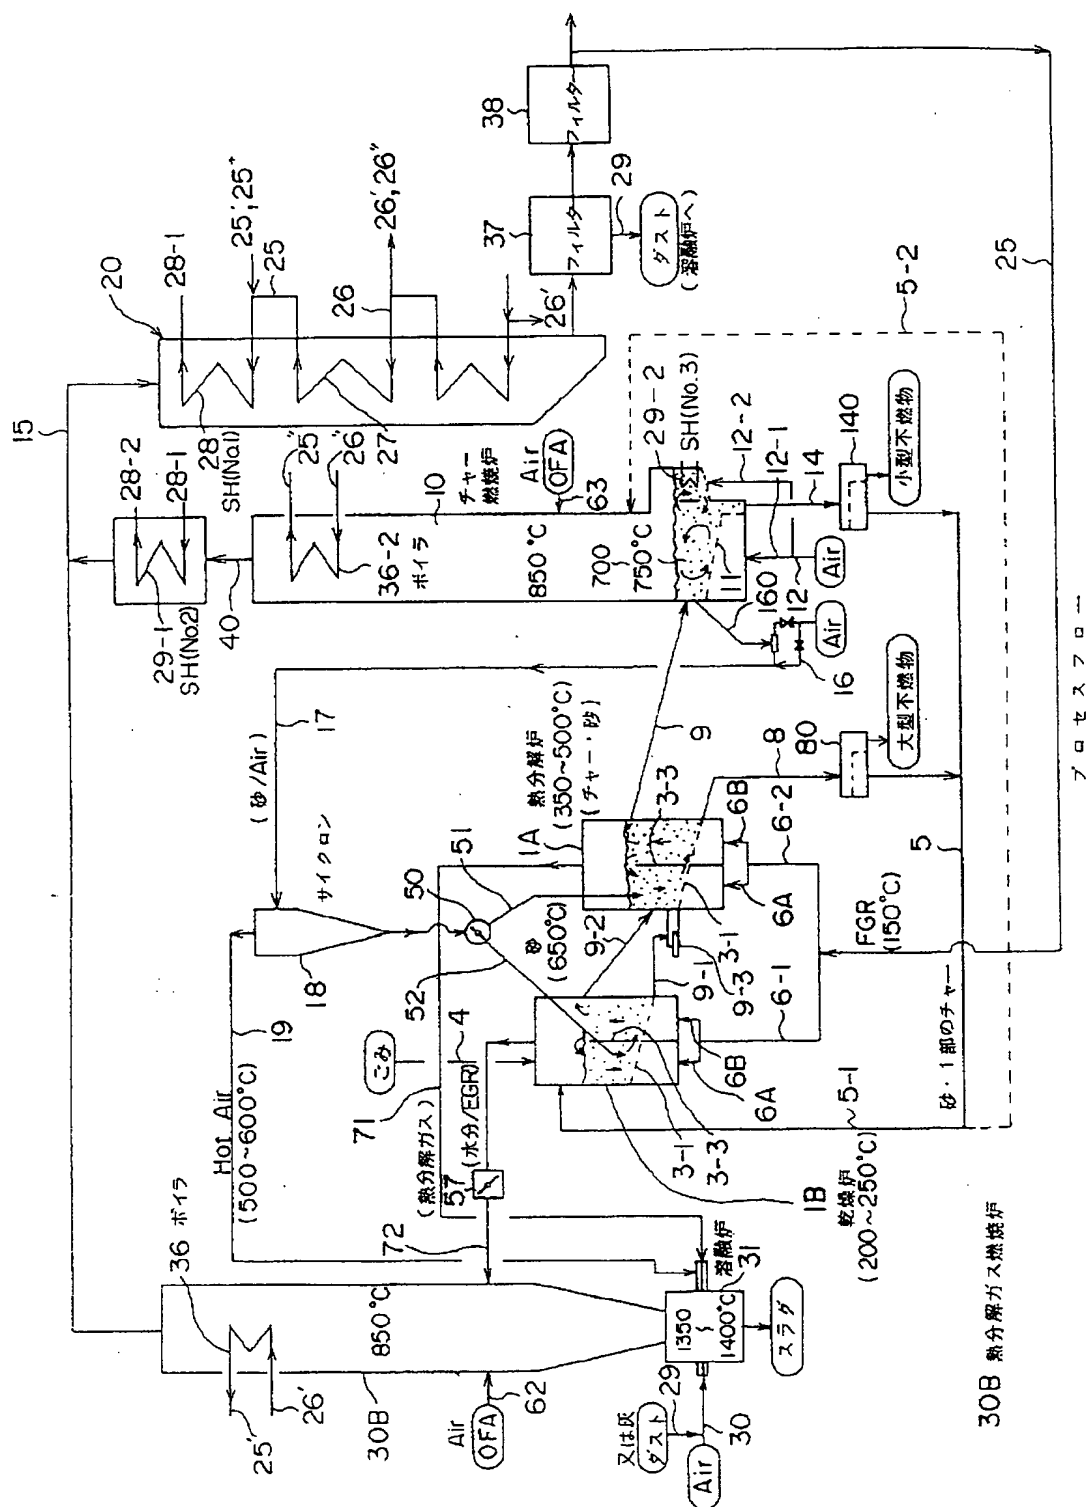 15
20
28-1
28-2
28
SH(No.1)
25', 25"
25
26
26', 26"
26'
27
29-1
SH(No.2)
28-1
40
25"
26"
36-2
ボイラ
10
チャー
燃焼炉
Air
OFA
63
850°C
700
750°C
11
29-2
SH(No.3)
12-2
12-1
12
Air
14
140
小型不燃物
160
Air
16
37
フィルター
38
フィルター
29
ダスト
(溶融炉へ)
5-2
25
17
(砂/Air)
サイクロン
18
19
Hot Air
(500~600°C)
50
51
52
砂
(650°C)
71
(熱分解ガス)
ごみ
4
(水分/EGR)
57
72
1A
熱分解炉
(350~500°C)
(チャー・砂)
3-3
3-1
9
9-2
9-1
9-3
6A
6B
6-2
6-1
8
80
大型不燃物
5
砂・1部のチャー
FGR
(150°C)
5-1
6A
6B
3-1
3-3
1B
乾燥炉
(200~250°C)
36 ボイラ
25'
26'
850°C
30B
Air
OFA
62
1350
~
1400°C
溶融炉
31
スラグ
又は灰
ダスト
29
30
Air
30B 熱分解ガス燃焼炉
プロセスフロー